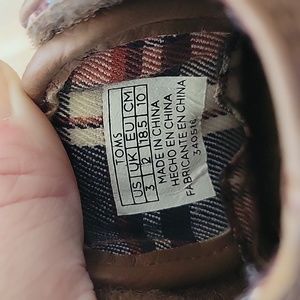 TOMS
US UK EU CM
3 2 18.5 10
MADE IN CHINA
HECHO EN CHINA
FABRICANTE EN CHINA
340516